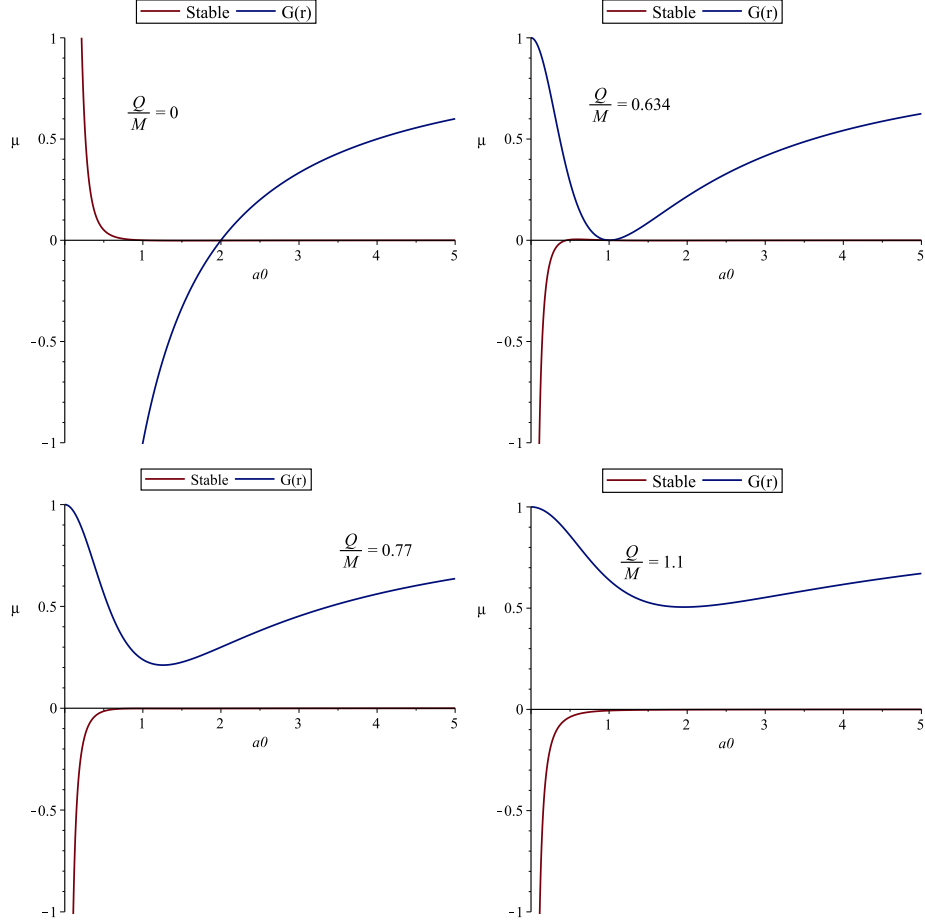 Stable G(r)
1
Q/M = 0
μ 0.5
0
1 2 3 4 5
a0
−0.5
−1
Stable G(r)
1
Q/M = 0.634
μ 0.5
0
1 2 3 4 5
a0
−0.5
−1
Stable G(r)
1
Q/M = 0.77
μ 0.5
0
1 2 3 4 5
a0
−0.5
−1
Stable G(r)
1
Q/M = 1.1
μ 0.5
0
1 2 3 4 5
a0
−0.5
−1